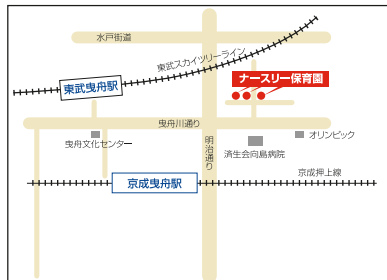 水戸街道
東武スカイツリーライン
東武曳舟駅
ナースリー保育園
曳舟川通り
オリンピック
曳舟文化センター
明治通り
済生会向島病院
京成押上線
京成曳舟駅